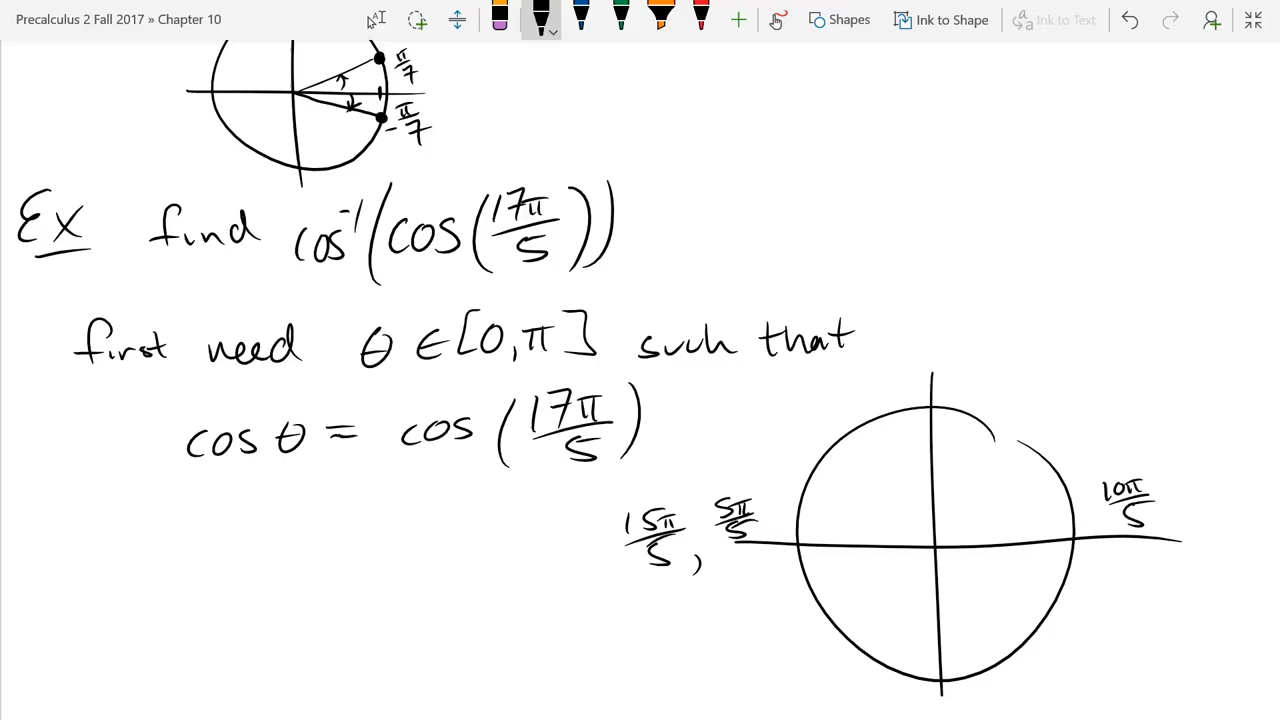 Precalculus 2 Fall 2017 » Chapter 10
Shapes
Ink to Shape
Ink to Text
π/7
-π/7
Ex find cos⁻¹(cos(17π/5))
first need θ ∈ [0, π] such that
cos θ = cos(17π/5)
15π/5, 5π/5
10π/5